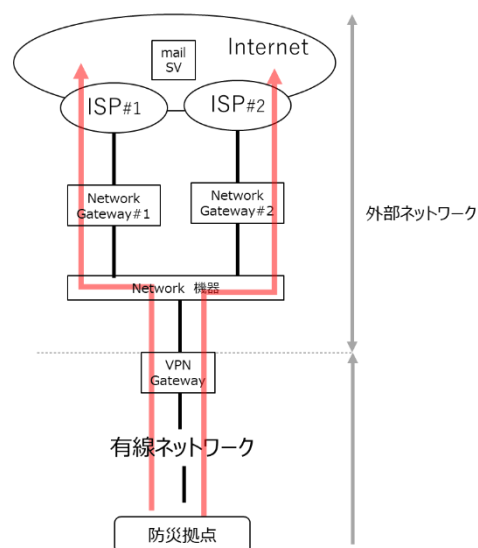 Internet
mail
SV
ISP#1
ISP#2
Network
Gateway#1
Network
Gateway#2
外部ネットワーク
Network 機器
VPN
Gateway
有線ネットワーク
防災拠点